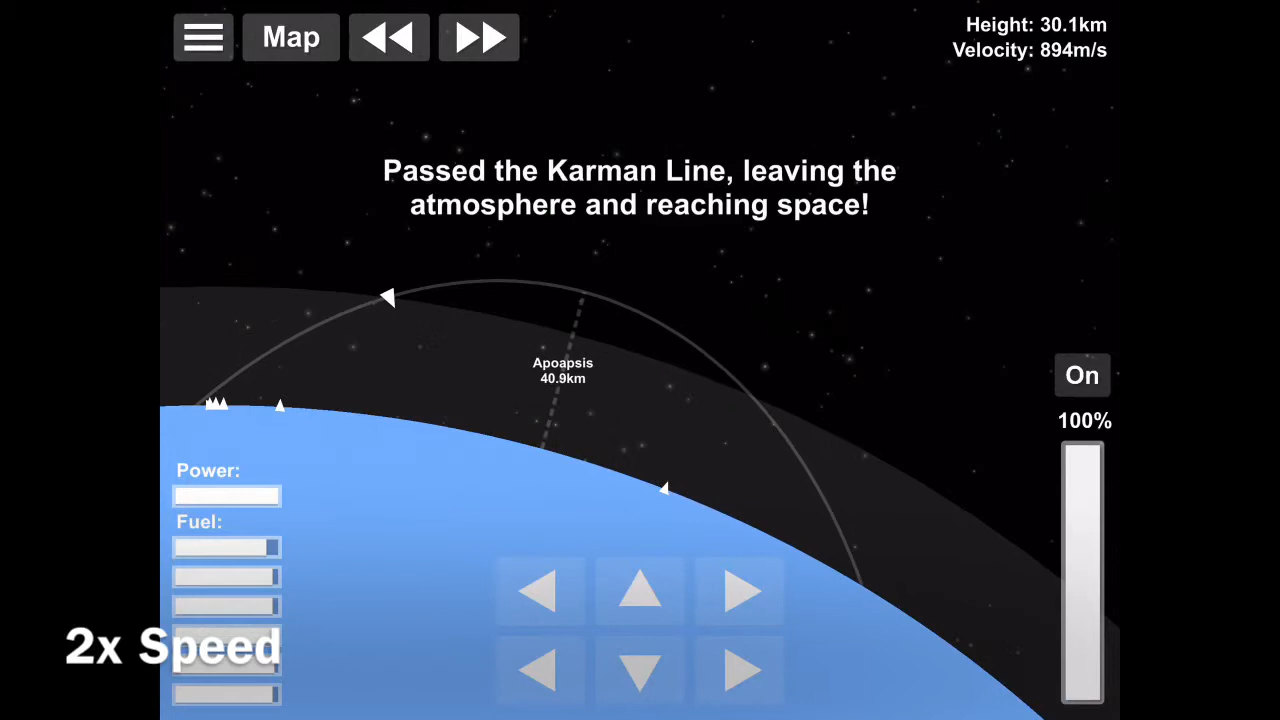 Map
Height: 30.1km
Velocity: 894m/s
Passed the Karman Line, leaving the
atmosphere and reaching space!
Apoapsis
40.9km
On
100%
Power:
Fuel:
2x Speed